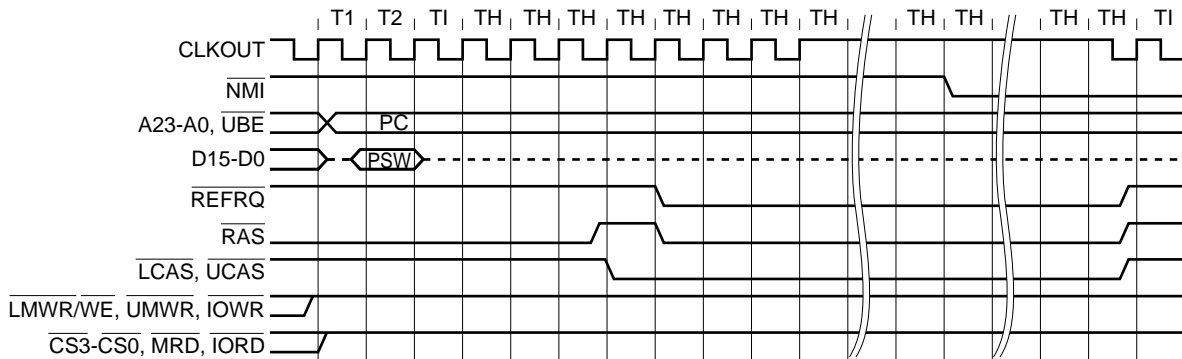 T1 T2 TI TH TH TH TH TH TH TH TH TH TH TH TI
CLKOUT
NMI
A23-A0, UBE PC
D15-D0 PSW
REFRQ
RAS
LCAS, UCAS
LMWR/WE, UMWR, IOWR
CS3-CS0, MRD, IORD